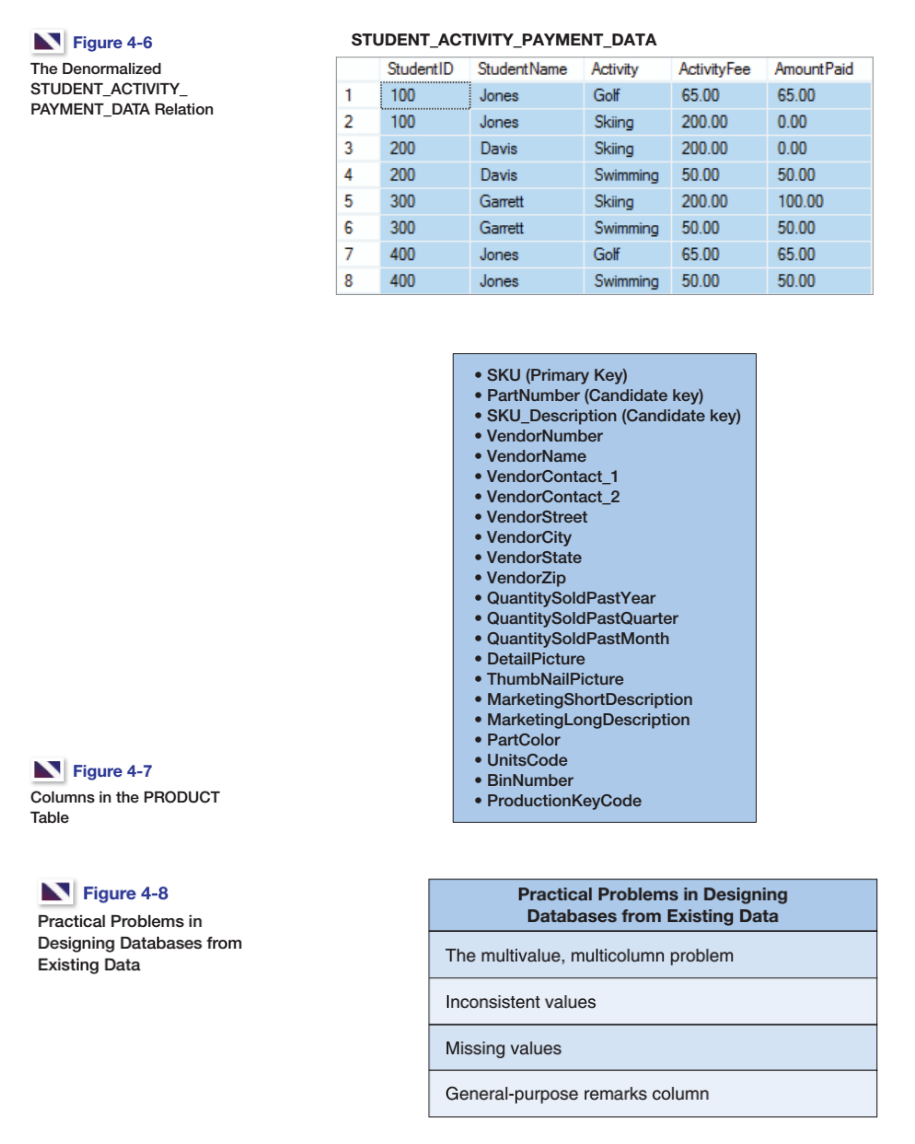 Figure 4-6
The Denormalized
STUDENT_ACTIVITY_
PAYMENT_DATA Relation
STUDENT_ACTIVITY_PAYMENT_DATA
StudentID StudentName Activity ActivityFee AmountPaid
1 100 Jones Golf 65.00 65.00
2 100 Jones Skiing 200.00 0.00
3 200 Davis Skiing 200.00 0.00
4 200 Davis Swimming 50.00 50.00
5 300 Garrett Skiing 200.00 100.00
6 300 Garrett Swimming 50.00 50.00
7 400 Jones Golf 65.00 65.00
8 400 Jones Swimming 50.00 50.00
• SKU (Primary Key)
• PartNumber (Candidate key)
• SKU_Description (Candidate key)
• VendorNumber
• VendorName
• VendorContact_1
• VendorContact_2
• VendorStreet
• VendorCity
• VendorState
• VendorZip
• QuantitySoldPastYear
• QuantitySoldPastQuarter
• QuantitySoldPastMonth
• DetailPicture
• ThumbNailPicture
• MarketingShortDescription
• MarketingLongDescription
• PartColor
• UnitsCode
• BinNumber
• ProductionKeyCode
Figure 4-7
Columns in the PRODUCT
Table
Figure 4-8
Practical Problems in
Designing Databases from
Existing Data
Practical Problems in Designing
Databases from Existing Data
The multivalue, multicolumn problem
Inconsistent values
Missing values
General-purpose remarks column